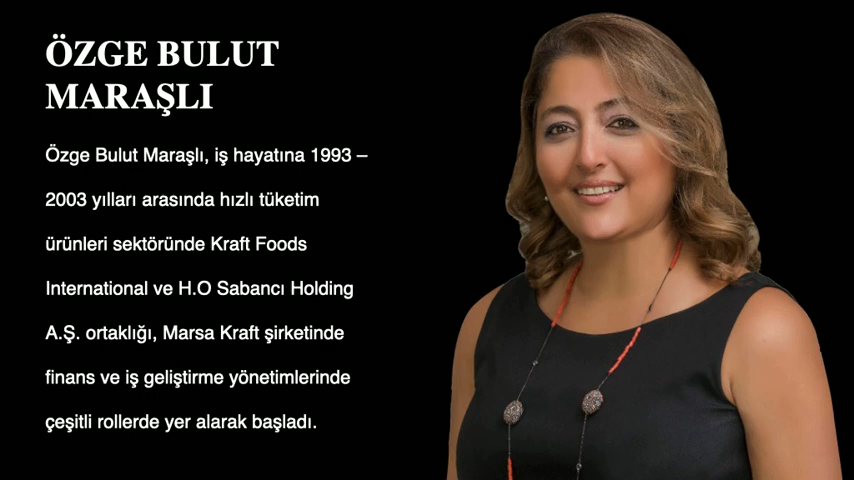 ÖZGE BULUT
MARAŞLI
Özge Bulut Maraşlı, iş hayatına 1993 –
2003 yılları arasında hızlı tüketim
ürünleri sektöründe Kraft Foods
International ve H.O Sabancı Holding
A.Ş. ortaklığı, Marsa Kraft şirketinde
finans ve iş geliştirme yönetimlerinde
çeşitli rollerde yer alarak başladı.